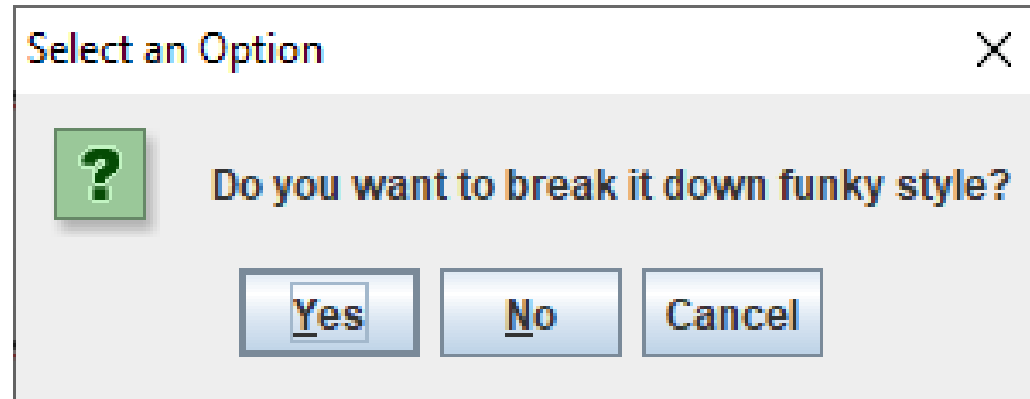 Select an Option
?
Do you want to break it down funky style?
Yes No Cancel